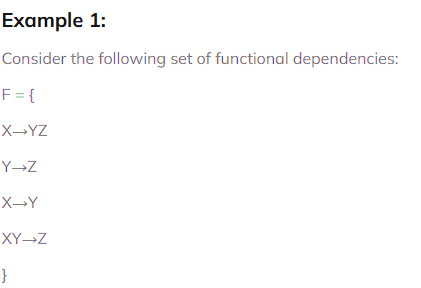 Example 1:
Consider the following set of functional dependencies:
F = {
X→YZ
Y→Z
X→Y
XY→Z
}